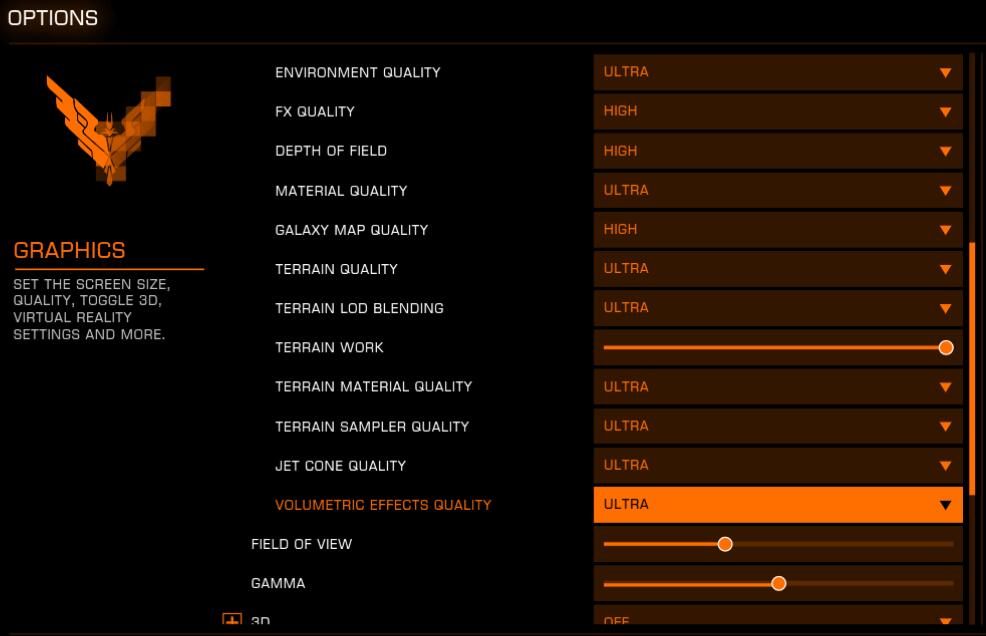 OPTIONS
ENVIRONMENT QUALITY ULTRA
FX QUALITY HIGH
DEPTH OF FIELD HIGH
MATERIAL QUALITY ULTRA
GALAXY MAP QUALITY HIGH
GRAPHICS
SET THE SCREEN SIZE,
QUALITY, TOGGLE 3D,
VIRTUAL REALITY
SETTINGS AND MORE.
TERRAIN QUALITY ULTRA
TERRAIN LOD BLENDING ULTRA
TERRAIN WORK
TERRAIN MATERIAL QUALITY ULTRA
TERRAIN SAMPLER QUALITY ULTRA
JET CONE QUALITY ULTRA
VOLUMETRIC EFFECTS QUALITY ULTRA
FIELD OF VIEW
GAMMA
3D OFF